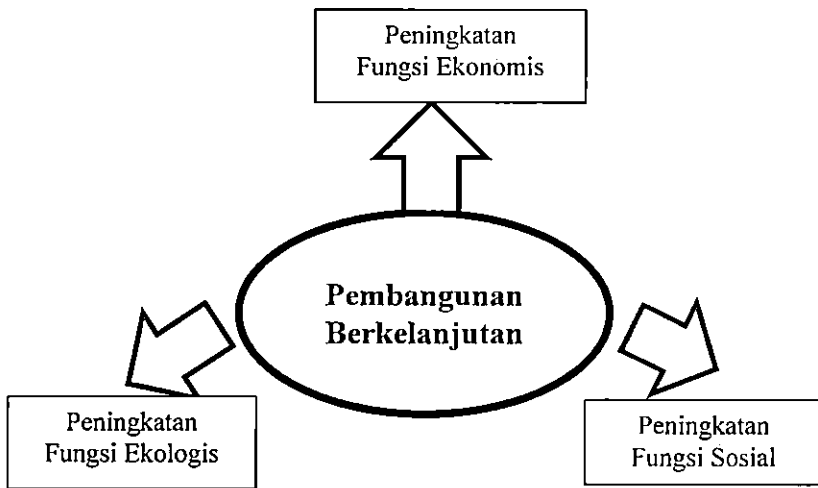 Peningkatan
Fungsi Ekonomis
Pembangunan
Berkelanjutan
Peningkatan
Fungsi Ekologis
Peningkatan
Fungsi Sosial